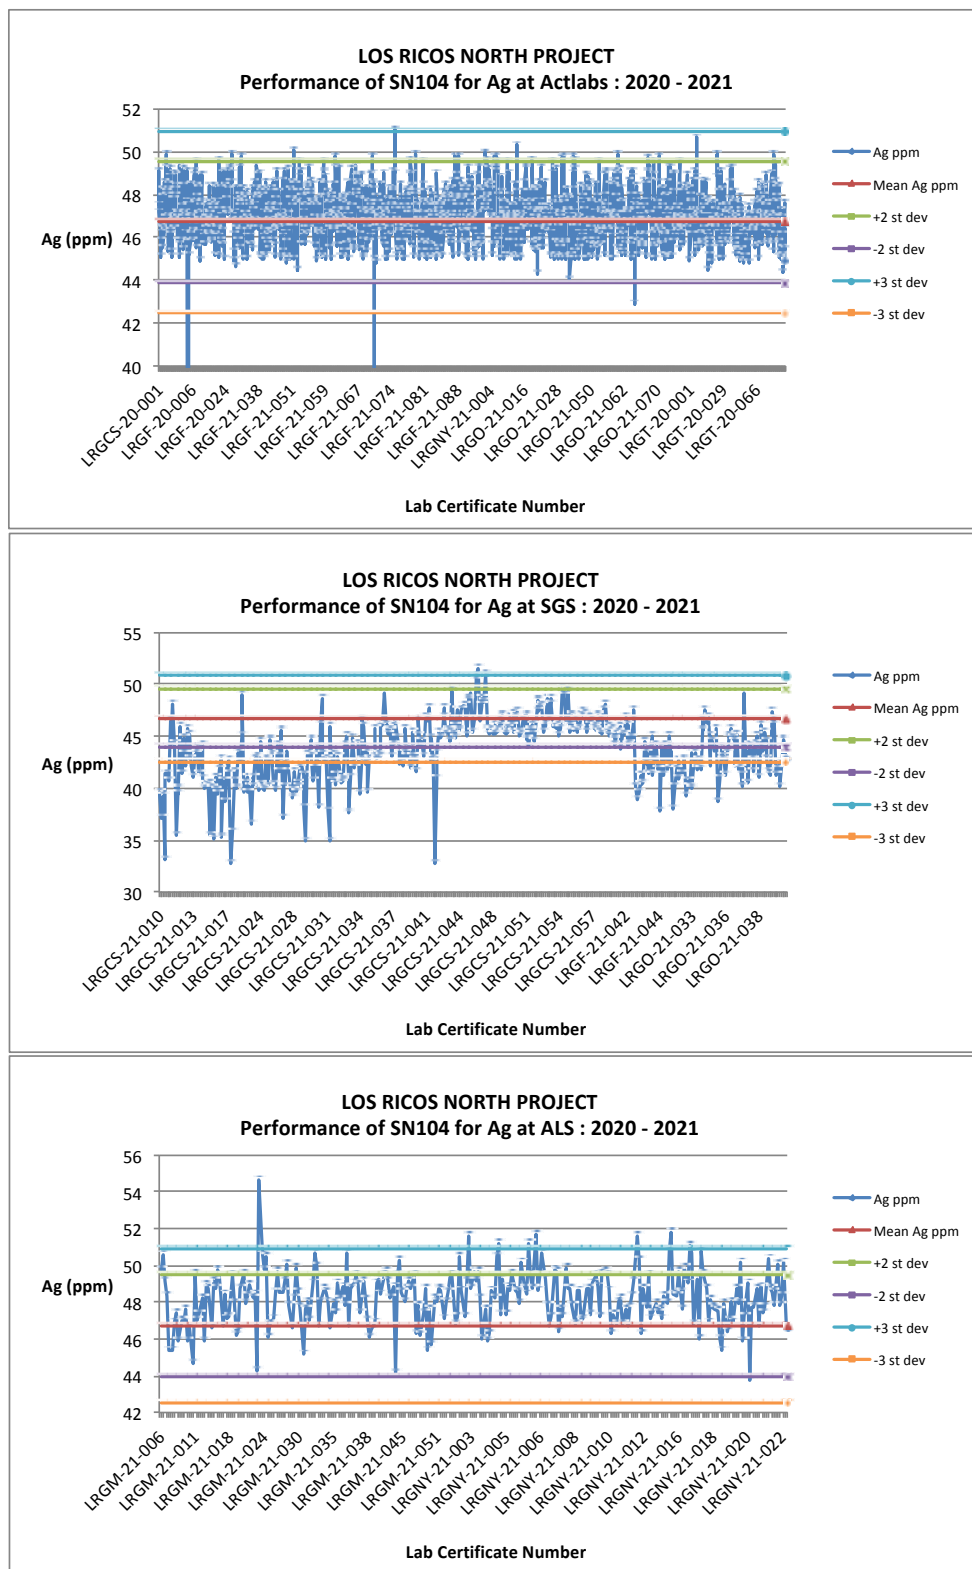 LOS RICOS NORTH PROJECT
Performance of SN104 for Ag at Actlabs : 2020 - 2021
52
50
48
46
44
42
40
Ag (ppm)
Ag ppm
Mean Ag ppm
+2 st dev
-2 st dev
+3 st dev
-3 st dev
LRGCS-20-001
LRGF-20-006
LRGF-20-024
LRGF-21-038
LRGF-21-051
LRGF-21-059
LRGF-21-067
LRGF-21-074
LRGF-21-081
LRGF-21-088
LRGNY-21-004
LRGO-21-016
LRGO-21-028
LRGO-21-050
LRGO-21-062
LRGO-21-070
LRGT-20-001
LRGT-20-029
LRGT-20-066
Lab Certificate Number
LOS RICOS NORTH PROJECT
Performance of SN104 for Ag at SGS : 2020 - 2021
55
50
45
40
35
30
Ag (ppm)
Ag ppm
Mean Ag ppm
+2 st dev
-2 st dev
+3 st dev
-3 st dev
LRGCS-21-010
LRGCS-21-013
LRGCS-21-017
LRGCS-21-024
LRGCS-21-028
LRGCS-21-031
LRGCS-21-034
LRGCS-21-037
LRGCS-21-041
LRGCS-21-044
LRGCS-21-048
LRGCS-21-051
LRGCS-21-054
LRGCS-21-057
LRGF-21-042
LRGF-21-044
LRGO-21-033
LRGO-21-036
LRGO-21-038
Lab Certificate Number
LOS RICOS NORTH PROJECT
Performance of SN104 for Ag at ALS : 2020 - 2021
56
54
52
50
48
46
44
42
Ag (ppm)
Ag ppm
Mean Ag ppm
+2 st dev
-2 st dev
+3 st dev
-3 st dev
LRGM-21-006
LRGM-21-011
LRGM-21-018
LRGM-21-024
LRGM-21-030
LRGM-21-035
LRGM-21-038
LRGM-21-045
LRGM-21-051
LRGNY-21-003
LRGNY-21-005
LRGNY-21-006
LRGNY-21-008
LRGNY-21-010
LRGNY-21-012
LRGNY-21-016
LRGNY-21-018
LRGNY-21-020
LRGNY-21-022
Lab Certificate Number